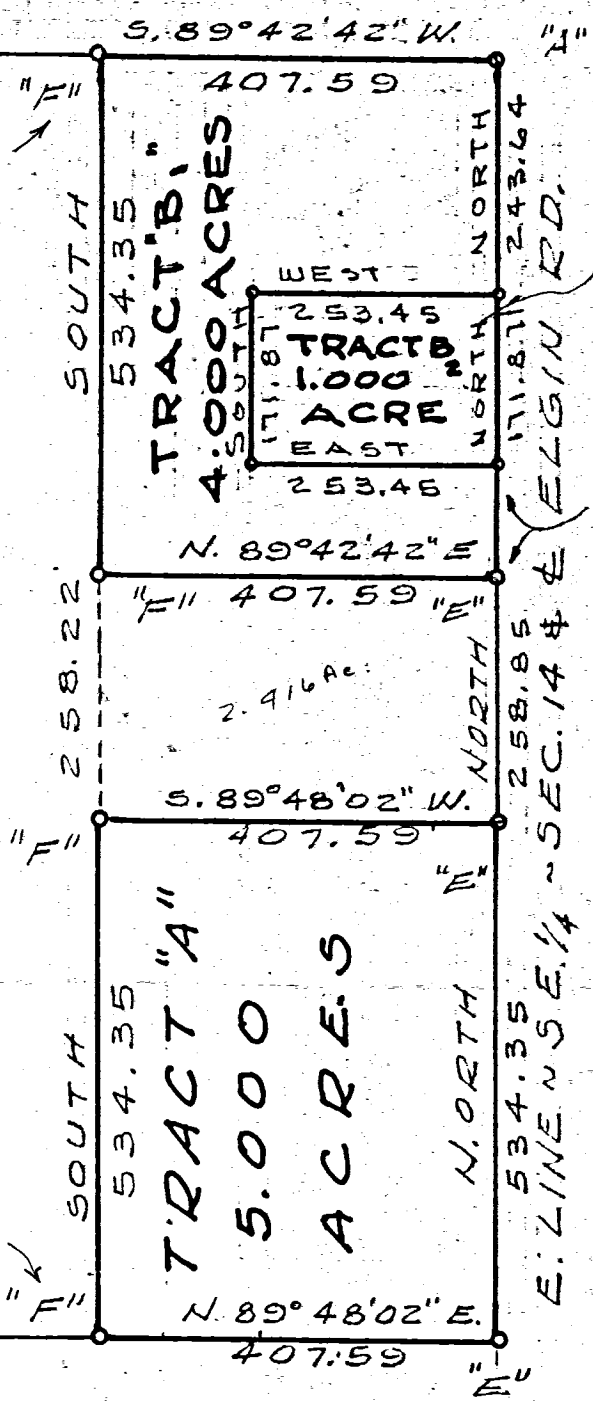 S. 89°42'42" W.
407.59
"A"
"F"
SOUTH
534.35
TRACT "B1"
4.000 ACRES
NORTH
243.64
WEST
253.45
SOUTH
171.87
TRACT B2
1.000
ACRE
NORTH
171.87
EAST
253.45
N. 89°42'42" E
407.59
"F"
"E"
258.22
2.416 Ac.
NORTH
258.85
S. 89°48'02" W.
407.59
"F"
"E"
SOUTH
534.35
TRACT "A"
5.000
ACRES
NORTH
534.35
E. LINE ~ S.E. 1/4 ~ SEC. 14 & ℄ ELGIN RD.
N. 89°48'02" E.
407.59
"F"
"E"